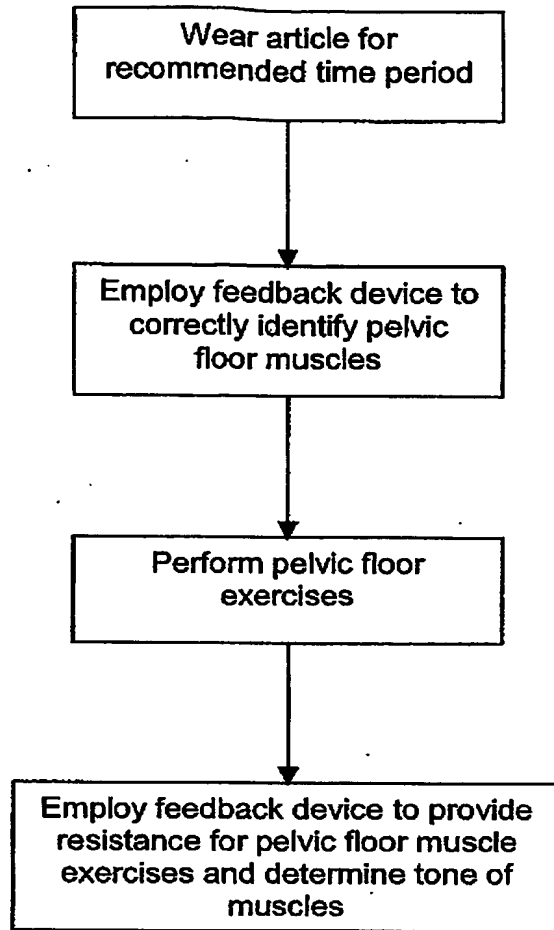 Wear article for
recommended time period
Employ feedback device to
correctly identify pelvic
floor muscles
Perform pelvic floor
exercises
Employ feedback device to provide
resistance for pelvic floor muscle
exercises and determine tone of
muscles